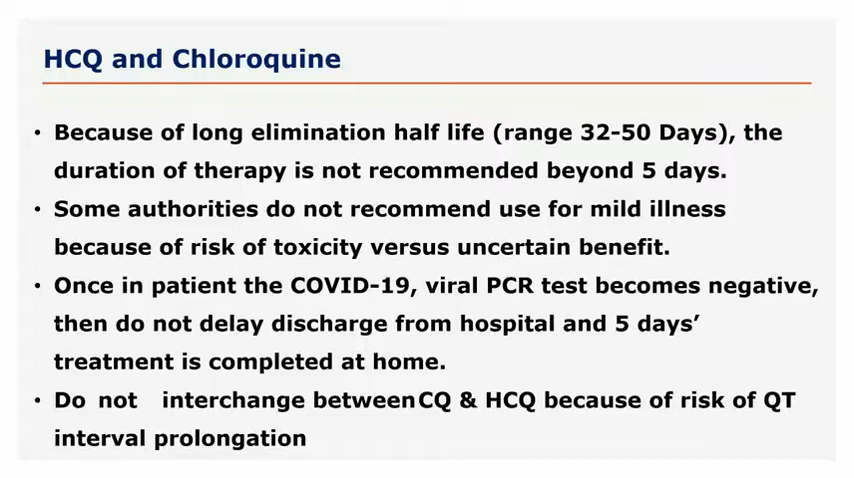 HCQ and Chloroquine
• Because of long elimination half life (range 32-50 Days), the
duration of therapy is not recommended beyond 5 days.
• Some authorities do not recommend use for mild illness
because of risk of toxicity versus uncertain benefit.
• Once in patient the COVID-19, viral PCR test becomes negative,
then do not delay discharge from hospital and 5 days’
treatment is completed at home.
• Do not interchange between CQ & HCQ because of risk of QT
interval prolongation